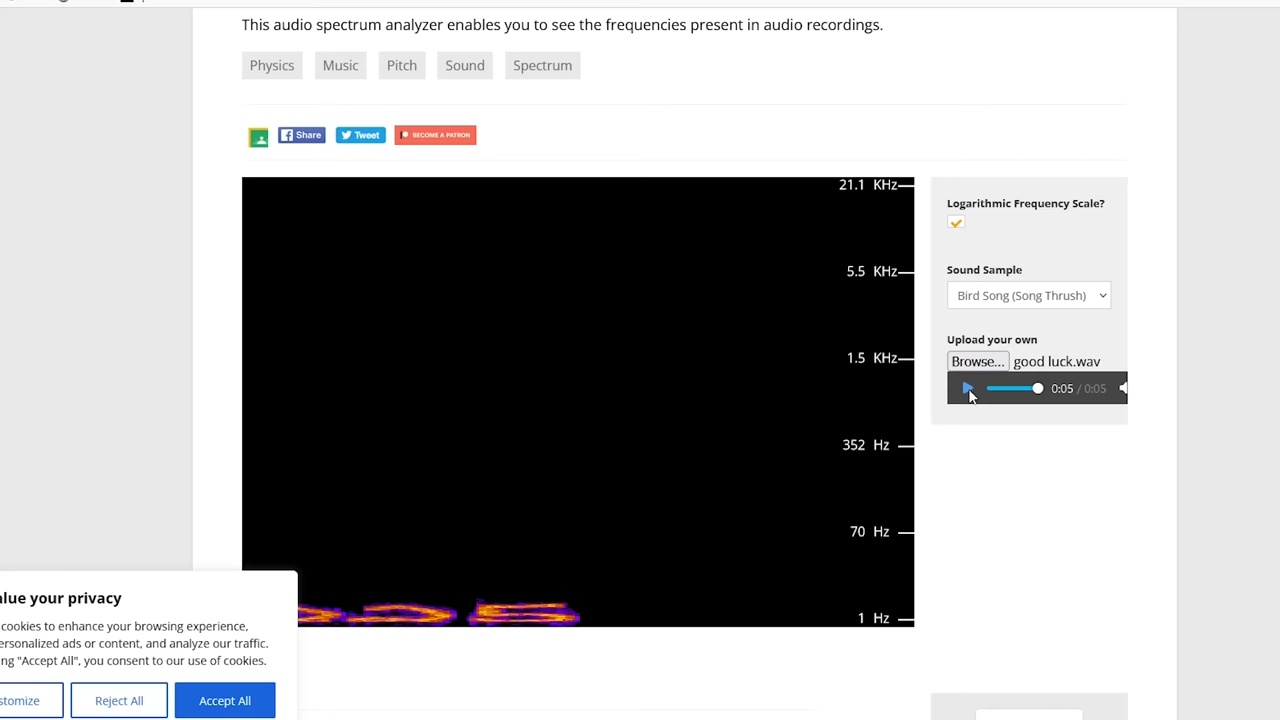 This audio spectrum analyzer enables you to see the frequencies present in audio recordings.
Physics Music Pitch Sound Spectrum
Share Tweet BECOME A PATRON
21.1 KHz
5.5 KHz
1.5 KHz
352 Hz
70 Hz
1 Hz
Logarithmic Frequency Scale?
Sound Sample
Bird Song (Song Thrush)
Upload your own
Browse... good luck.wav
0:05 / 0:05
alue your privacy
cookies to enhance your browsing experience,
ersonalized ads or content, and analyze our traffic.
ng "Accept All", you consent to our use of cookies.
stomize Reject All Accept All